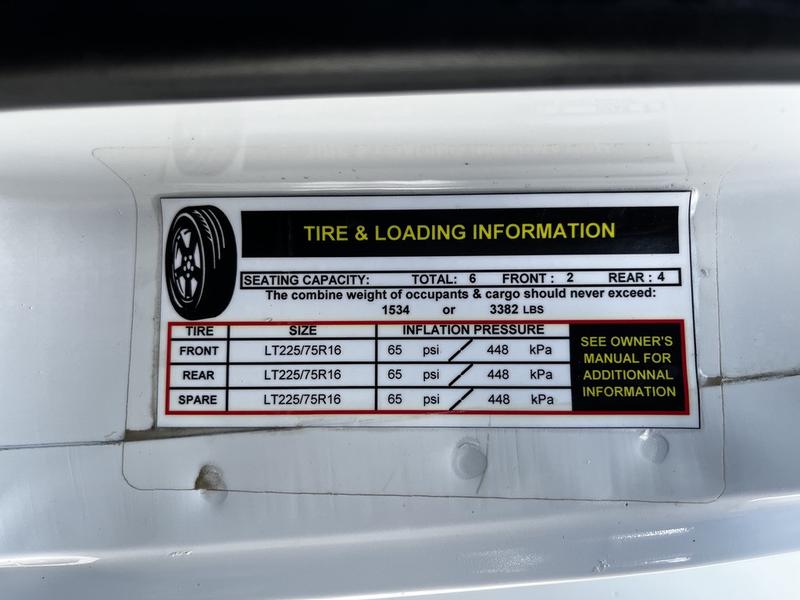 TIRE & LOADING INFORMATION
SEATING CAPACITY: TOTAL: 6 FRONT : 2 REAR : 4
The combine weight of occupants & cargo should never exceed:
1534 or 3382 LBS
TIRE SIZE INFLATION PRESSURE
FRONT LT225/75R16 65 psi / 448 kPa
REAR LT225/75R16 65 psi / 448 kPa
SPARE LT225/75R16 65 psi / 448 kPa
SEE OWNER'S
MANUAL FOR
ADDITIONNAL
INFORMATION